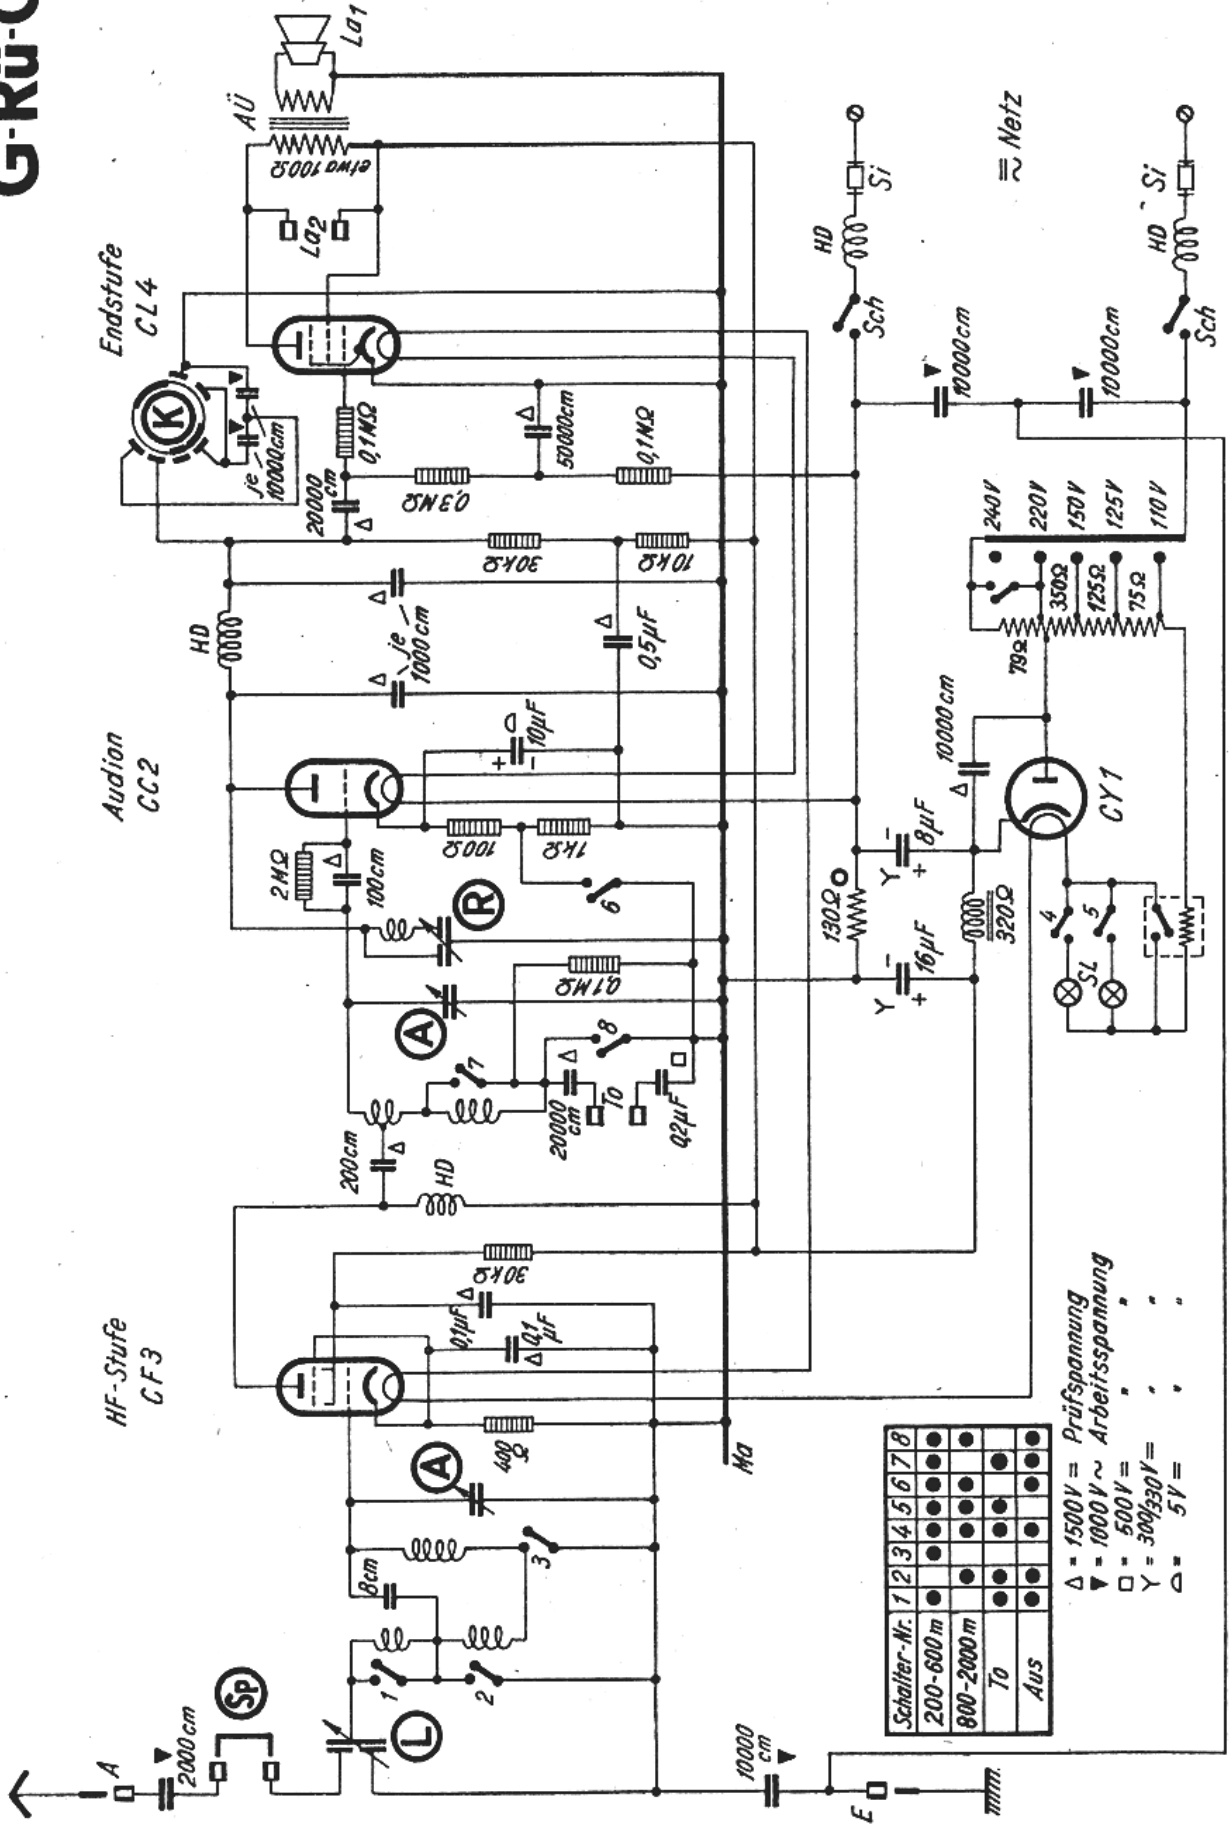 G·Rü·
HF-Stufe
CF3
Audion
CC2
Endstufe
CL4
A
2000cm
Sp
L
1
2
8cm
3
A
400
Ω
0,1μF
0,1
μF
30kΩ
200cm
HD
20000
cm
To
0,2μF
7
8
A
0,1MΩ
R
6
2MΩ
100cm
100Ω
1kΩ
10μF
+
−
HD
je
1000cm
0,5μF
30kΩ
10kΩ
20000
cm
0,3MΩ
0,1MΩ
50000cm
0,1MΩ
K
je
10000cm
La2
etwa 100Ω
AÜ
La1
Ma
10000
cm
E
130Ω
Y
16μF
+
−
Y
8μF
+
−
320Ω
10000cm
CY1
4
5
SL
79Ω
350Ω
125Ω
75Ω
240V
220V
150V
125V
110V
10000cm
10000cm
Sch
HD
Si
Sch
HD
Si
≂ Netz
Schalter-Nr. 1 2 3 4 5 6 7 8
200-600m ● ● ● ● ● ● ●
800-2000m ● ● ● ● ●
To ● ● ● ● ●
Aus ● ● ● ● ● ●
△ = 1500V = Prüfspannung
▼ = 1000V ~ Arbeitsspannung
□ = 500V = " "
Y = 300/330V = " "
⌓ = 5V = " "